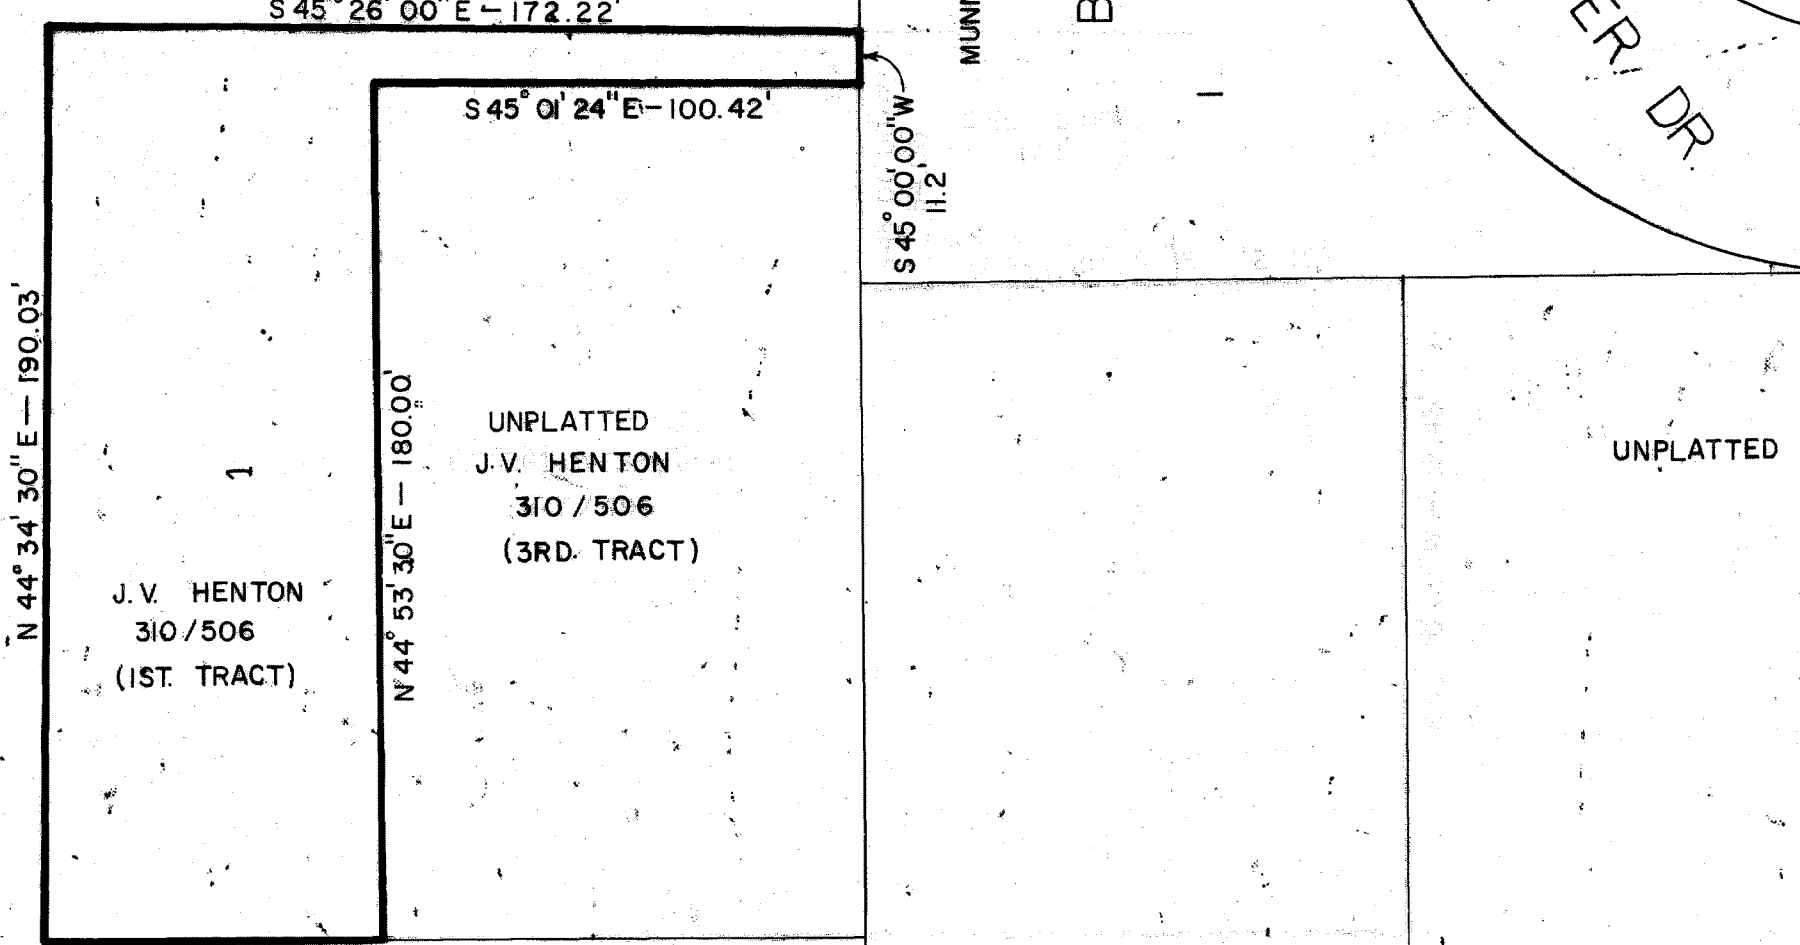 S 45° 26' 00" E — 172.22'
S 45° 01' 24" E — 100.42'
S 45° 00' 00" W
11.2'
1
DR.
N 44° 34' 30" E — 190.03'
1
J. V. HENTON
310/506
(1ST. TRACT)
N 44° 53' 30" E — 180.00'
UNPLATTED
J. V. HENTON
310/506
(3RD. TRACT)
UNPLATTED